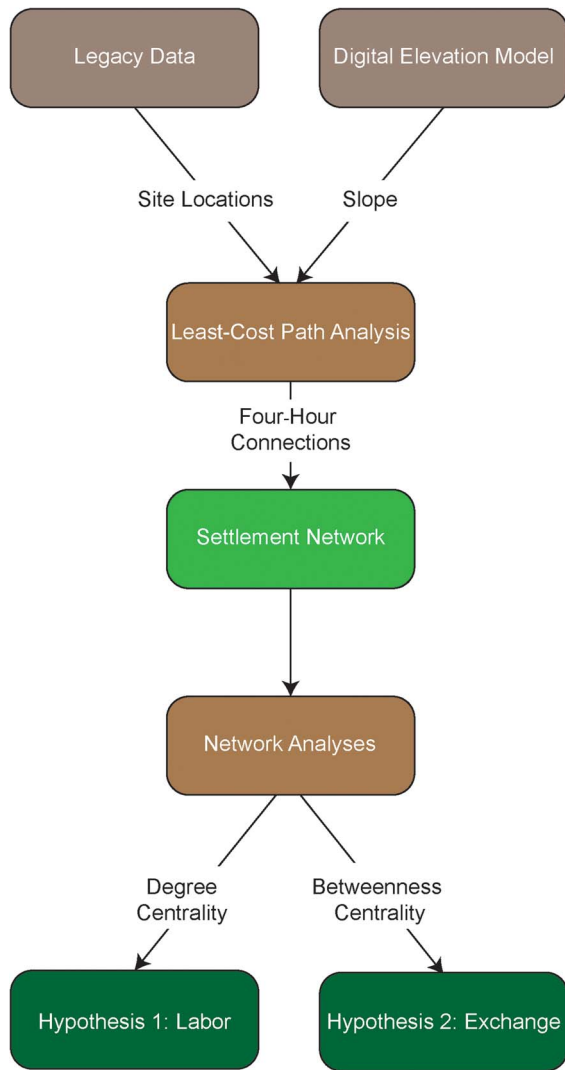 Legacy Data
Digital Elevation Model
Site Locations
Slope
Least-Cost Path Analysis
Four-Hour
Connections
Settlement Network
Network Analyses
Degree
Centrality
Betweenness
Centrality
Hypothesis 1: Labor
Hypothesis 2: Exchange